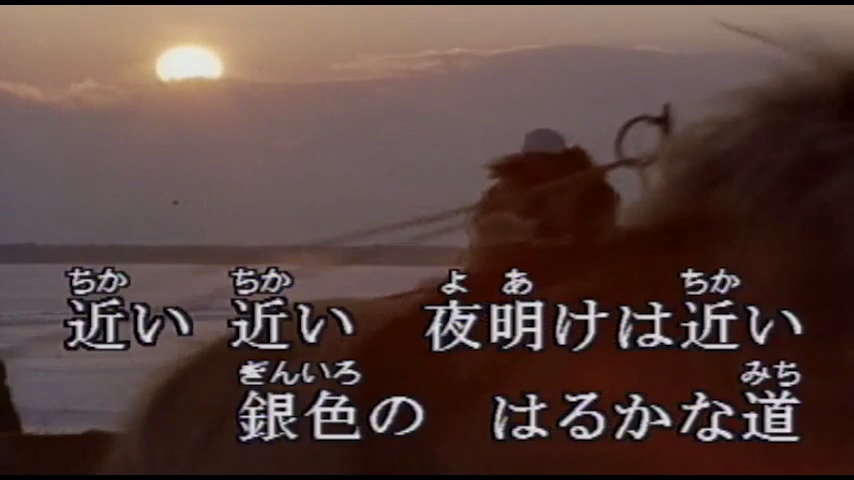 ちか ちか よ あ ちか
近い 近い 夜明けは近い
ぎんいろ みち
銀色の はるかな道